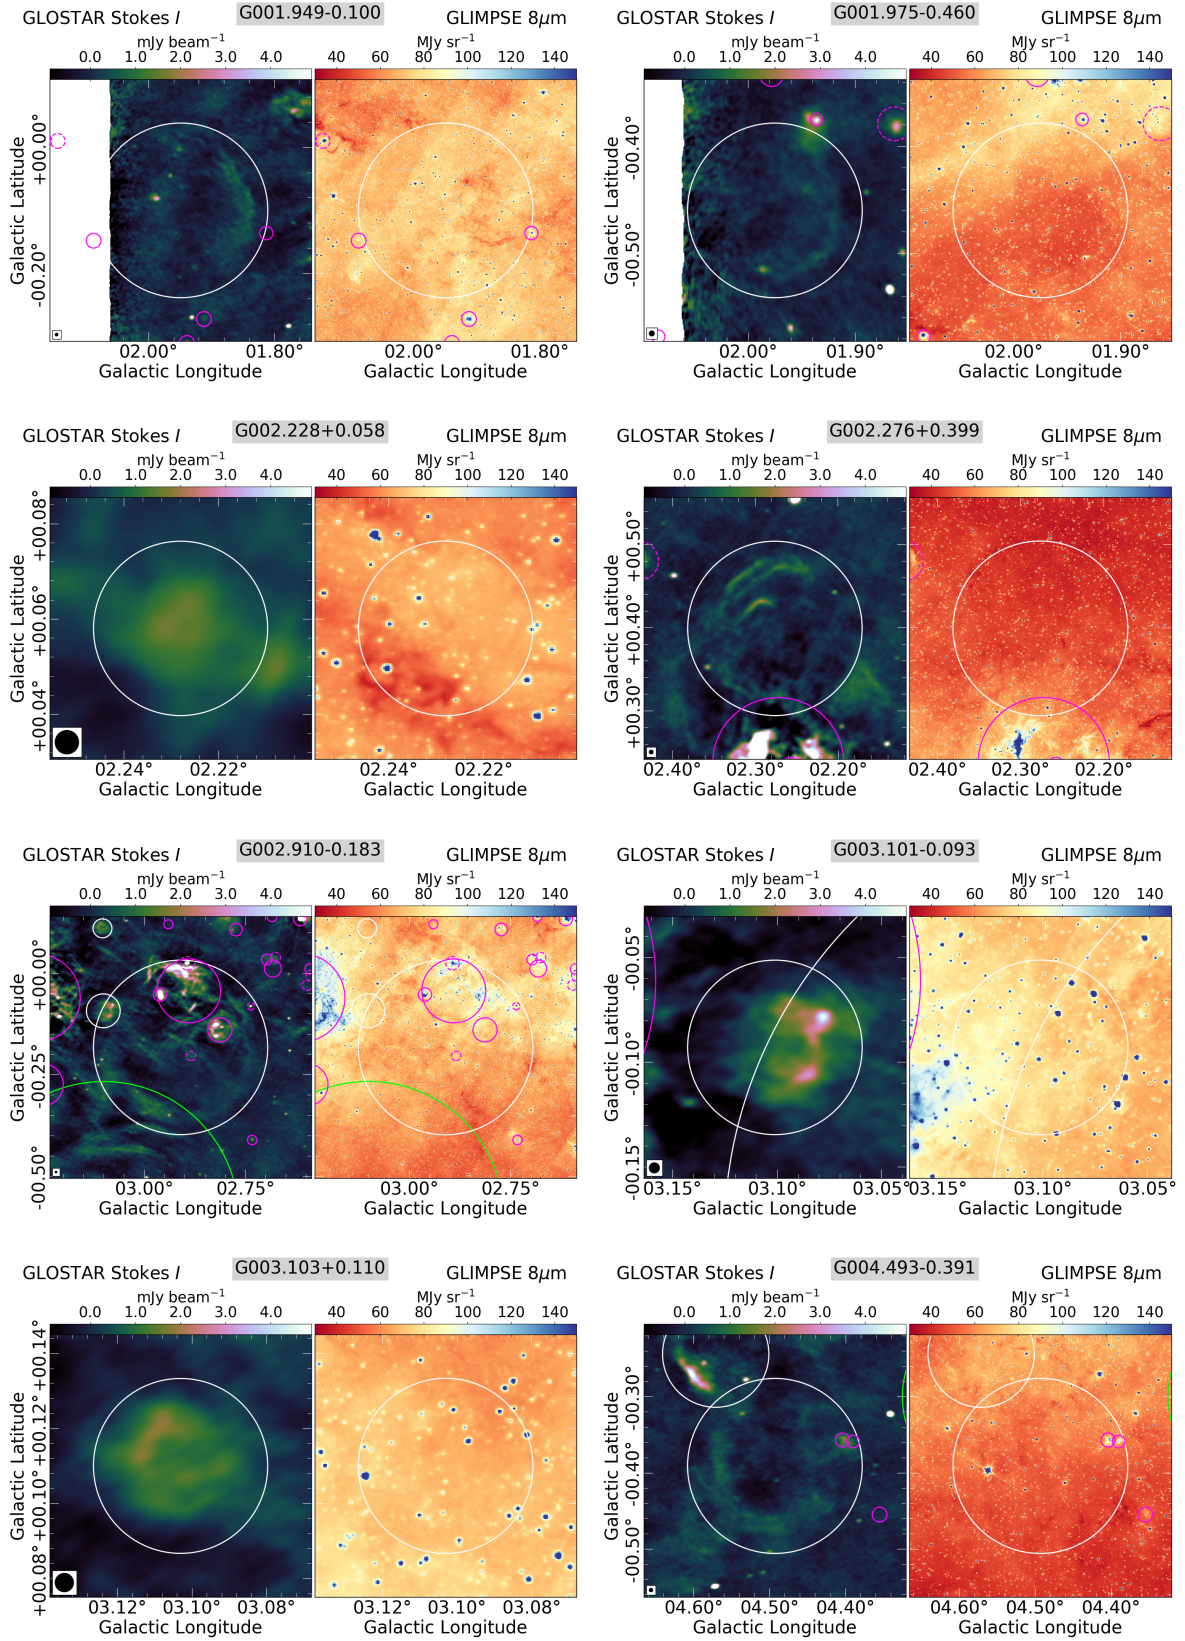 GLOSTAR Stokes I G001.949-0.100 GLIMPSE 8μm
mJy beam⁻¹ MJy sr⁻¹
0.0 1.0 2.0 3.0 4.0 40 60 80 100 120 140
Galactic Latitude
+00.00°
-00.20°
02.00° 01.80° 02.00° 01.80°
Galactic Longitude Galactic Longitude
GLOSTAR Stokes I G001.975-0.460 GLIMPSE 8μm
mJy beam⁻¹ MJy sr⁻¹
0.0 1.0 2.0 3.0 4.0 40 60 80 100 120 140
Galactic Latitude
-00.40°
-00.50°
02.00° 01.90° 02.00° 01.90°
Galactic Longitude Galactic Longitude
GLOSTAR Stokes I G002.228+0.058 GLIMPSE 8μm
mJy beam⁻¹ MJy sr⁻¹
0.0 1.0 2.0 3.0 4.0 40 60 80 100 120 140
Galactic Latitude
+00.08°
+00.06°
+00.04°
02.24° 02.22° 02.24° 02.22°
Galactic Longitude Galactic Longitude
GLOSTAR Stokes I G002.276+0.399 GLIMPSE 8μm
mJy beam⁻¹ MJy sr⁻¹
0.0 1.0 2.0 3.0 4.0 40 60 80 100 120 140
Galactic Latitude
+00.50°
+00.40°
+00.30°
02.40° 02.30° 02.20° 02.40° 02.30° 02.20°
Galactic Longitude Galactic Longitude
GLOSTAR Stokes I G002.910-0.183 GLIMPSE 8μm
mJy beam⁻¹ MJy sr⁻¹
0.0 1.0 2.0 3.0 4.0 40 60 80 100 120 140
Galactic Latitude
+00.00°
-00.25°
-00.50°
03.00° 02.75° 03.00° 02.75°
Galactic Longitude Galactic Longitude
GLOSTAR Stokes I G003.101-0.093 GLIMPSE 8μm
mJy beam⁻¹ MJy sr⁻¹
0.0 1.0 2.0 3.0 4.0 40 60 80 100 120 140
Galactic Latitude
-00.05°
-00.10°
-00.15°
03.15° 03.10° 03.05° 03.15° 03.10° 03.05°
Galactic Longitude Galactic Longitude
GLOSTAR Stokes I G003.103+0.110 GLIMPSE 8μm
mJy beam⁻¹ MJy sr⁻¹
0.0 1.0 2.0 3.0 4.0 40 60 80 100 120 140
Galactic Latitude
+00.14°
+00.12°
+00.10°
+00.08°
03.12° 03.10° 03.08° 03.12° 03.10° 03.08°
Galactic Longitude Galactic Longitude
GLOSTAR Stokes I G004.493-0.391 GLIMPSE 8μm
mJy beam⁻¹ MJy sr⁻¹
0.0 1.0 2.0 3.0 4.0 40 60 80 100 120 140
Galactic Latitude
-00.30°
-00.40°
-00.50°
04.60° 04.50° 04.40° 04.60° 04.50° 04.40°
Galactic Longitude Galactic Longitude